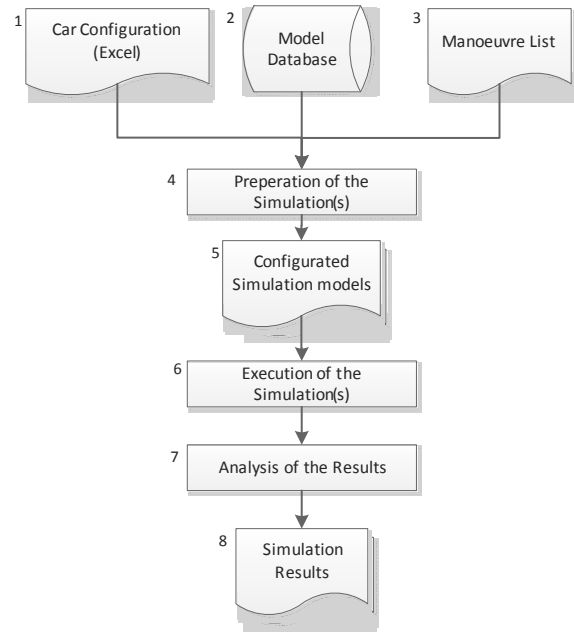 1
Car Configuration
(Excel)
2
Model
Database
3
Manoeuvre List
4
Preperation of the
Simulation(s)
5
Configurated
Simulation models
6
Execution of the
Simulation(s)
7
Analysis of the Results
8
Simulation
Results